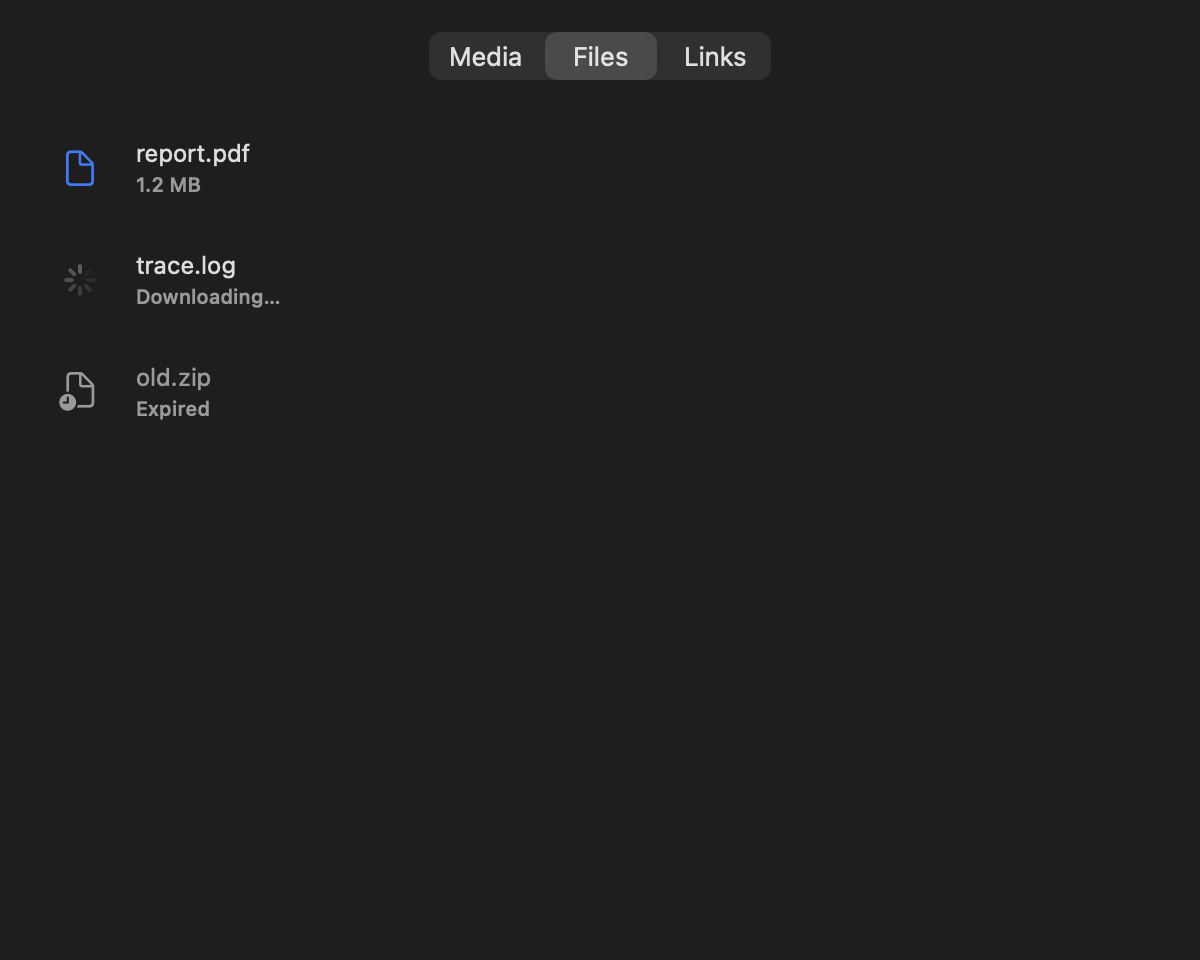 Media Files Links
report.pdf
1.2 MB
trace.log
Downloading...
old.zip
Expired